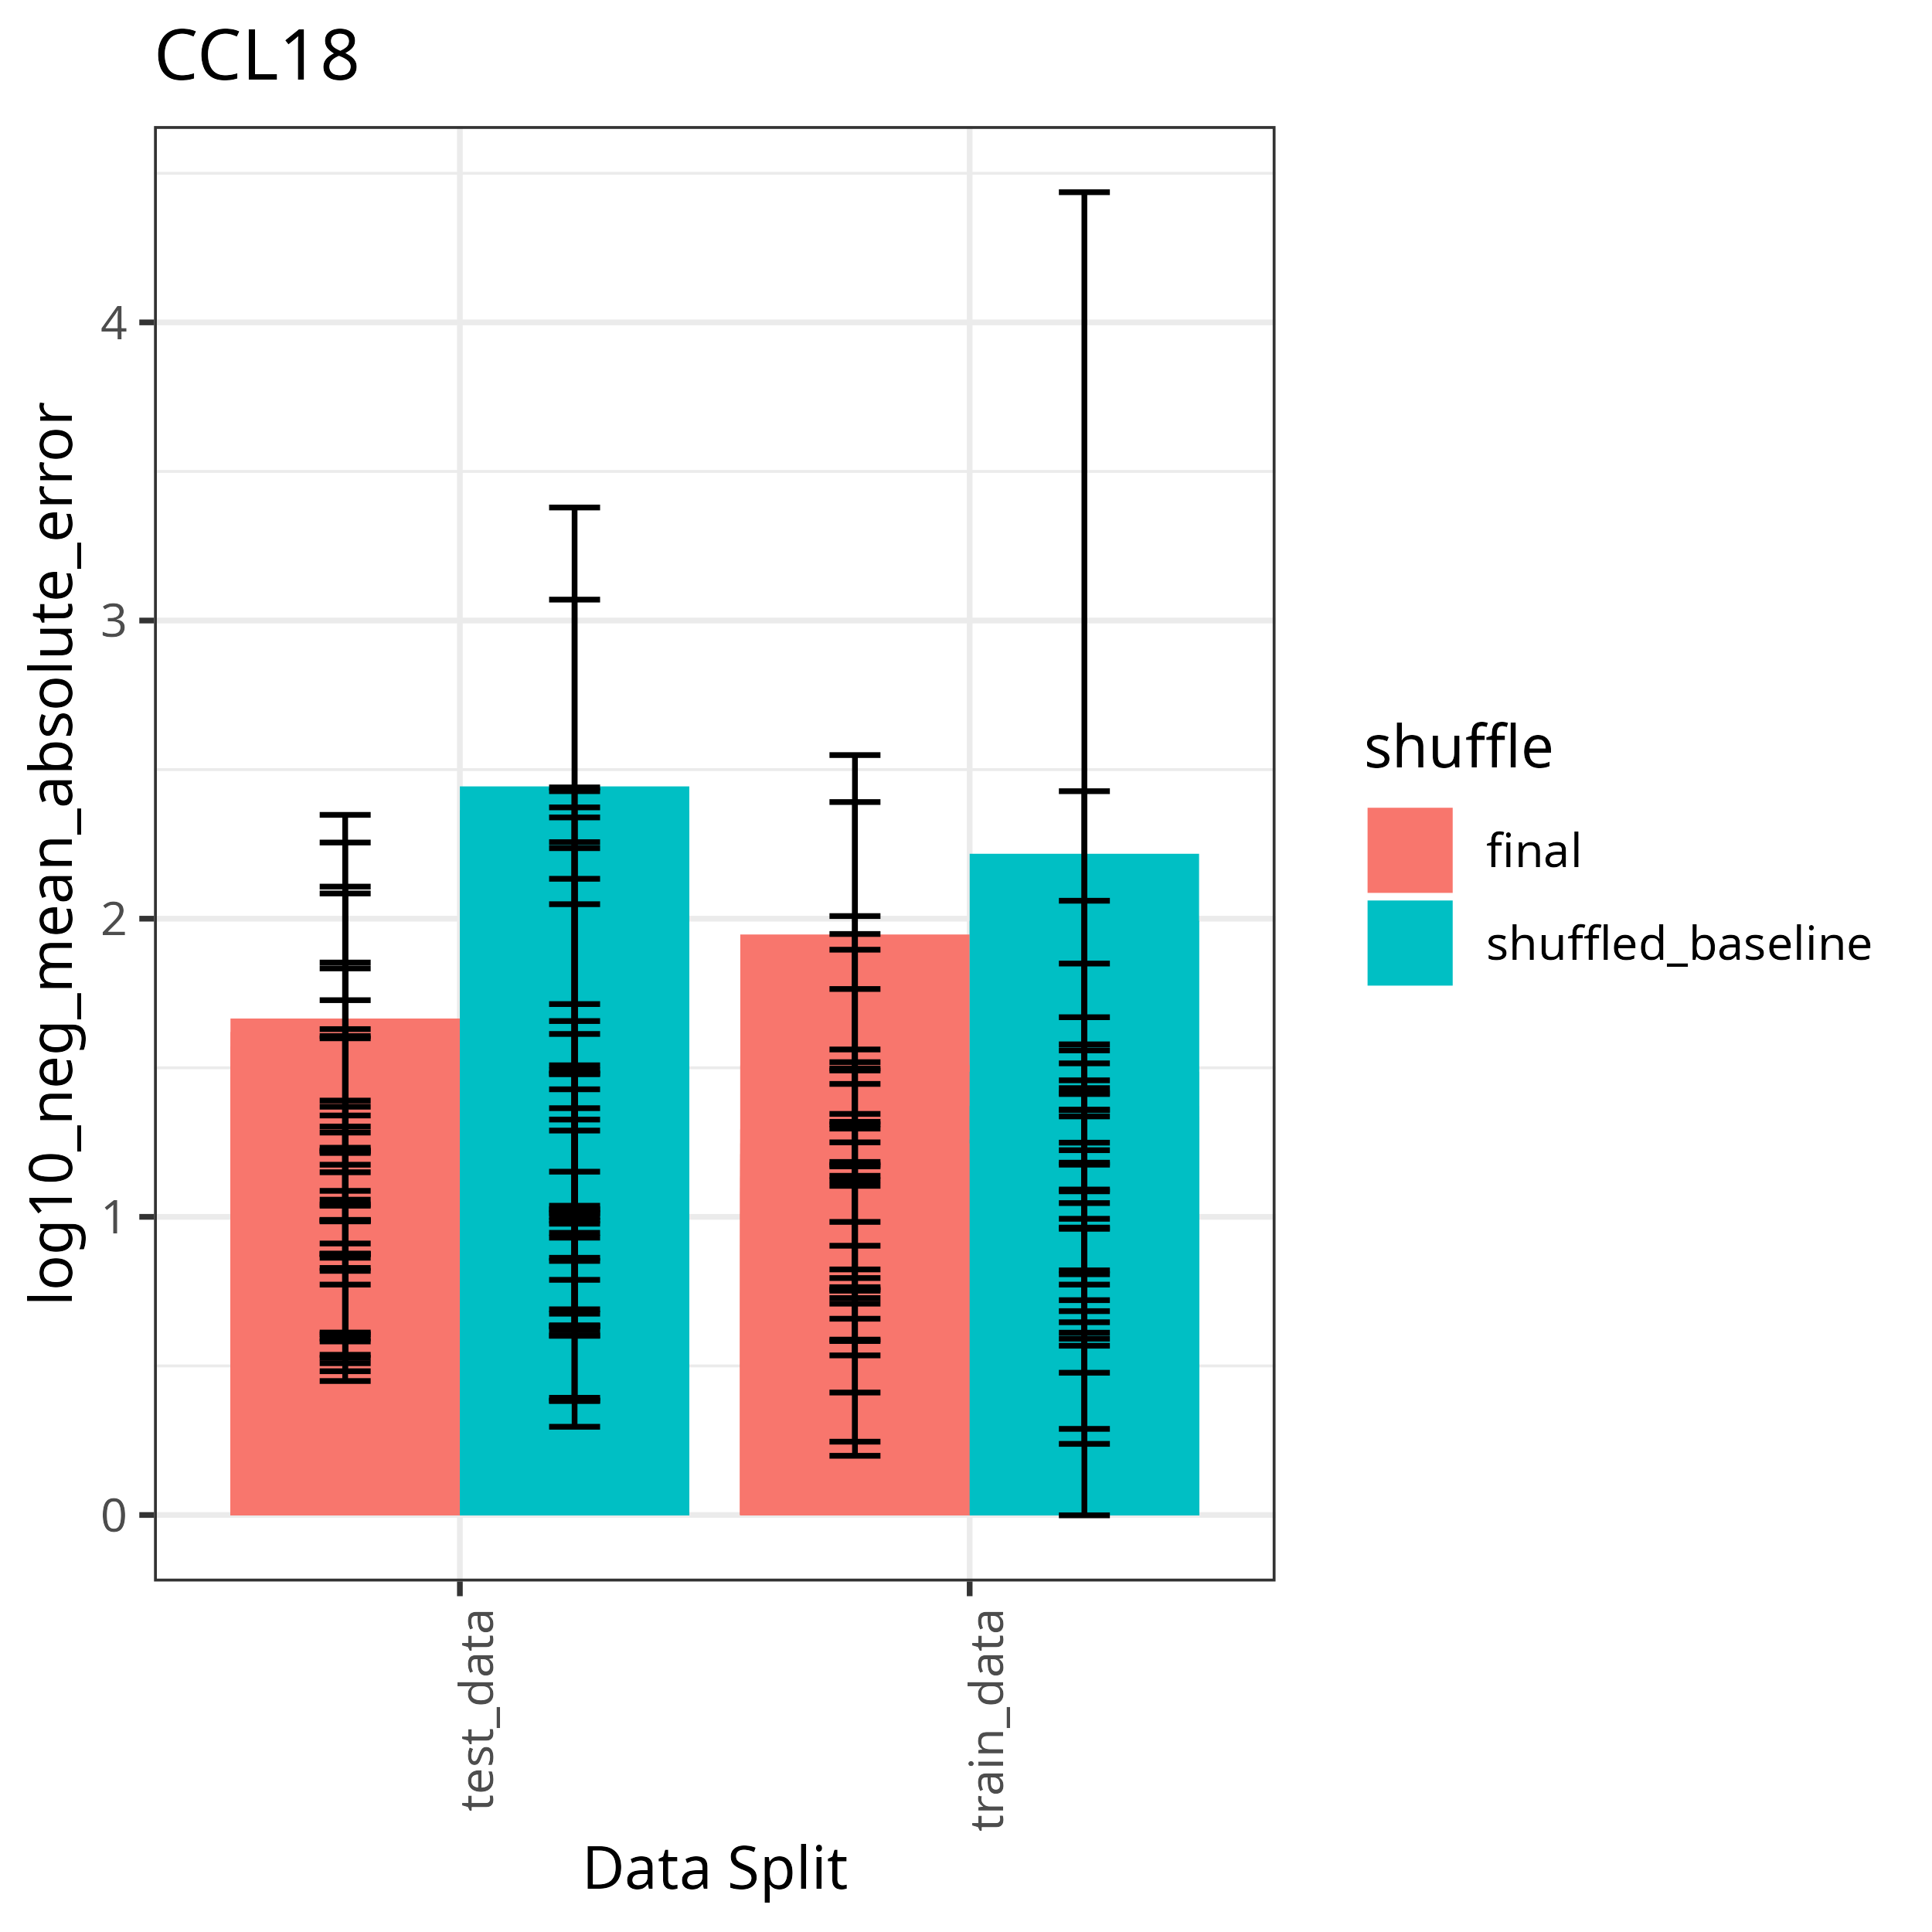 CCL18
log10_neg_mean_absolute_error
4
3
2
1
0
test_data
train_data
Data Split
shuffle
final
shuffled_baseline